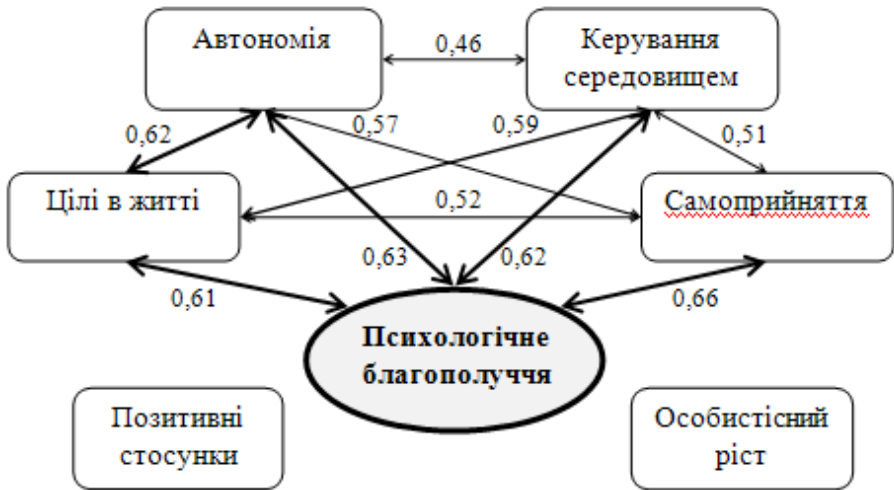 Автономія
0,46
Керування
середовищем
0,62
0,57
0,59
0,51
Цілі в житті
0,52
Самоприйняття
0,63
0,62
0,61
0,66
Психологічне
благополуччя
Позитивні
стосунки
Особистісний
ріст